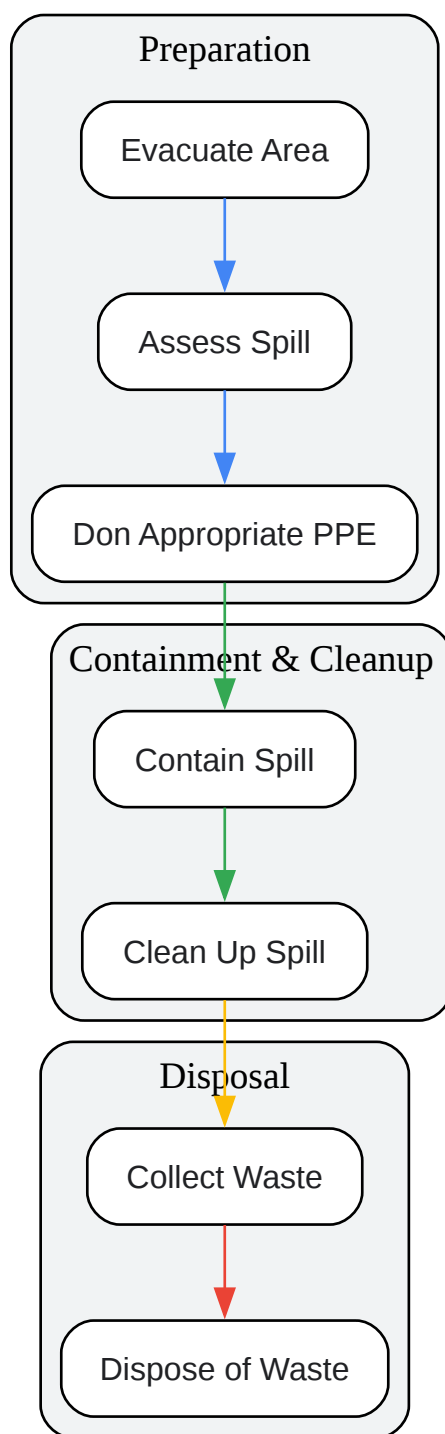 Preparation
Evacuate Area
Assess Spill
Don Appropriate PPE
Containment & Cleanup
Contain Spill
Clean Up Spill
Disposal
Collect Waste
Dispose of Waste